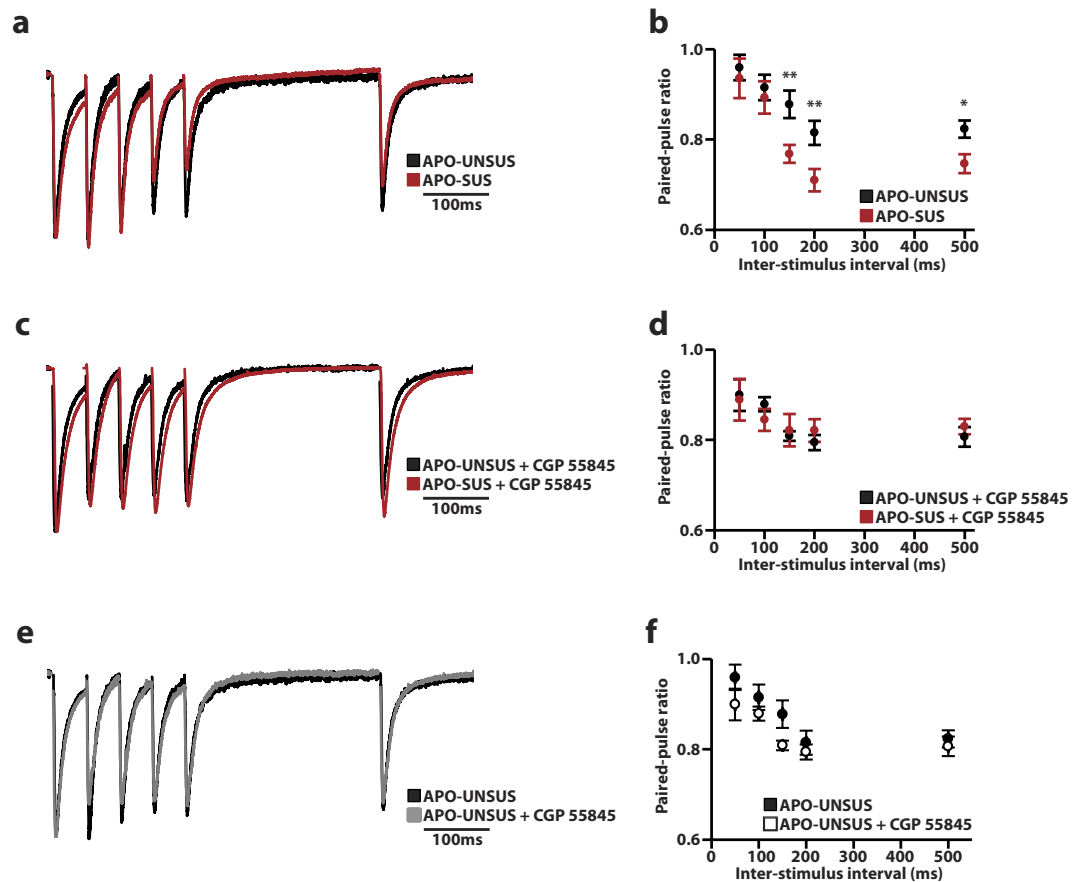 a
APO-UNSUS
APO-SUS
100ms
b
Paired-pulse ratio
1.0
0.8
0.6
**
**
*
APO-UNSUS
APO-SUS
0 100 200 300 400 500
Inter-stimulus interval (ms)
c
APO-UNSUS + CGP 55845
APO-SUS + CGP 55845
100ms
d
Paired-pulse ratio
1.0
0.8
0.6
APO-UNSUS + CGP 55845
APO-SUS + CGP 55845
0 100 200 300 400 500
Inter-stimulus interval (ms)
e
APO-UNSUS
APO-UNSUS + CGP 55845
100ms
f
Paired-pulse ratio
1.0
0.8
0.6
APO-UNSUS
APO-UNSUS + CGP 55845
0 100 200 300 400 500
Inter-stimulus interval (ms)